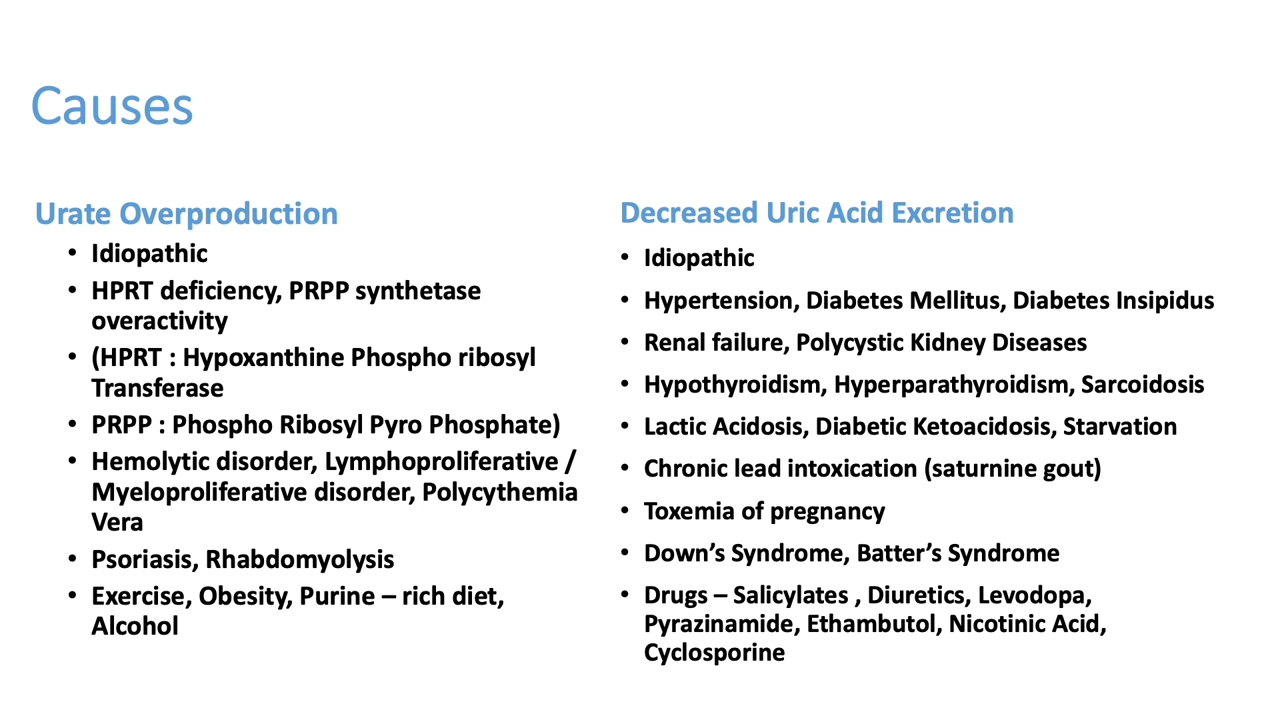 Causes
Urate Overproduction
• Idiopathic
• HPRT deficiency, PRPP synthetase
overactivity
• (HPRT : Hypoxanthine Phospho ribosyl
Transferase
• PRPP : Phospho Ribosyl Pyro Phosphate)
• Hemolytic disorder, Lymphoproliferative /
Myeloproliferative disorder, Polycythemia
Vera
• Psoriasis, Rhabdomyolysis
• Exercise, Obesity, Purine – rich diet,
Alcohol
Decreased Uric Acid Excretion
• Idiopathic
• Hypertension, Diabetes Mellitus, Diabetes Insipidus
• Renal failure, Polycystic Kidney Diseases
• Hypothyroidism, Hyperparathyroidism, Sarcoidosis
• Lactic Acidosis, Diabetic Ketoacidosis, Starvation
• Chronic lead intoxication (saturnine gout)
• Toxemia of pregnancy
• Down’s Syndrome, Batter’s Syndrome
• Drugs – Salicylates , Diuretics, Levodopa,
Pyrazinamide, Ethambutol, Nicotinic Acid,
Cyclosporine